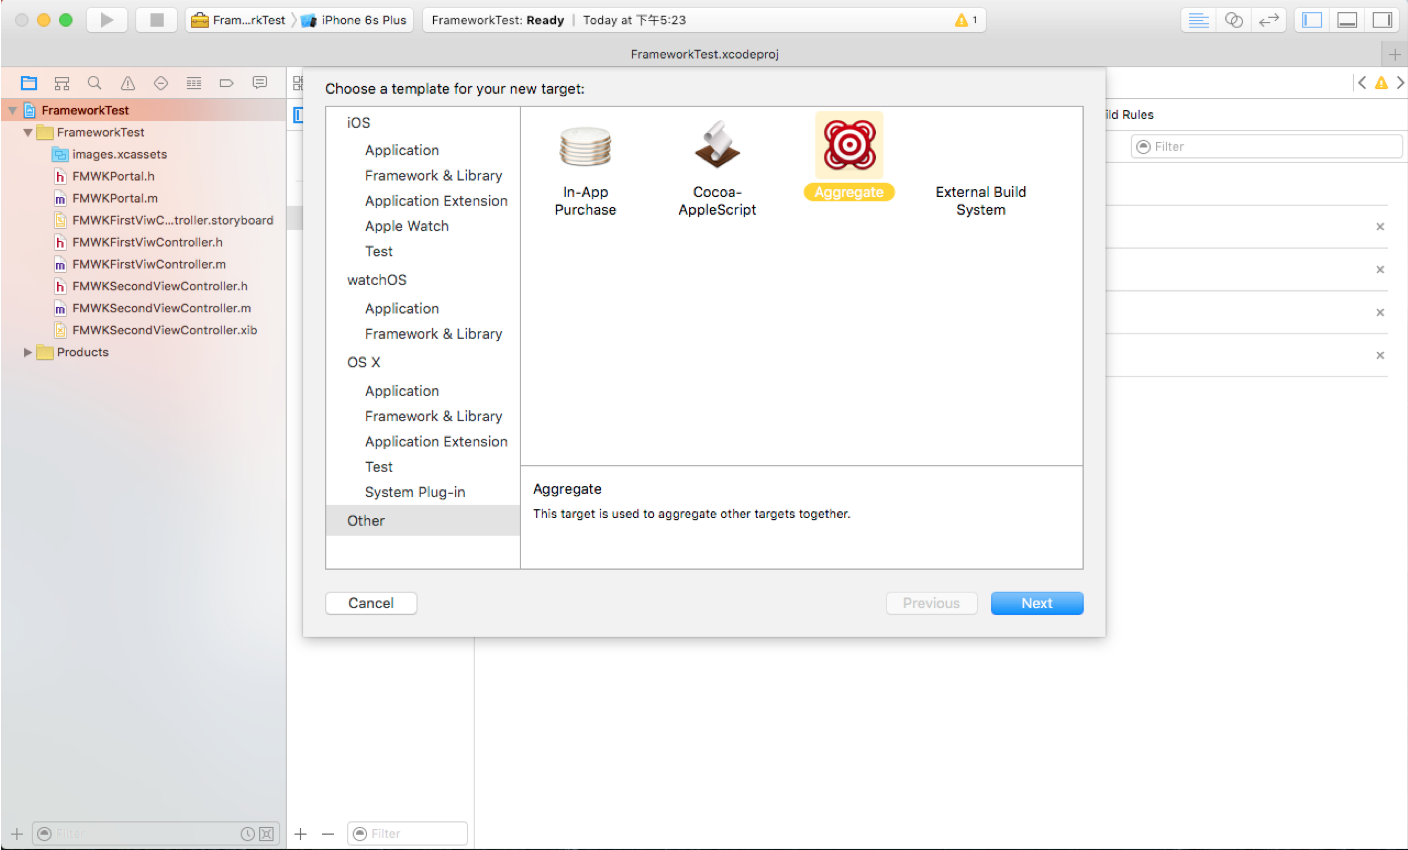 Fram...rkTest
iPhone 6s Plus
FrameworkTest: Ready | Today at 下午5:23
1
FrameworkTest.xcodeproj
Choose a template for your new target:
FrameworkTest
FrameworkTest
images.xcassets
FMWKPortal.h
FMWKPortal.m
FMWKFirstViwC...troller.storyboard
FMWKFirstViwController.h
FMWKFirstViwController.m
FMWKSecondViewController.h
FMWKSecondViewController.m
FMWKSecondViewController.xib
Products
iOS
Application
Framework & Library
Application Extension
Apple Watch
Test
watchOS
Application
Framework & Library
OS X
Application
Framework & Library
Application Extension
Test
System Plug-in
Other
In-App
Purchase
Cocoa-
AppleScript
Aggregate
External Build
System
Aggregate
This target is used to aggregate other targets together.
Cancel
Previous
Next
ild Rules
Filter
Filter
Filter